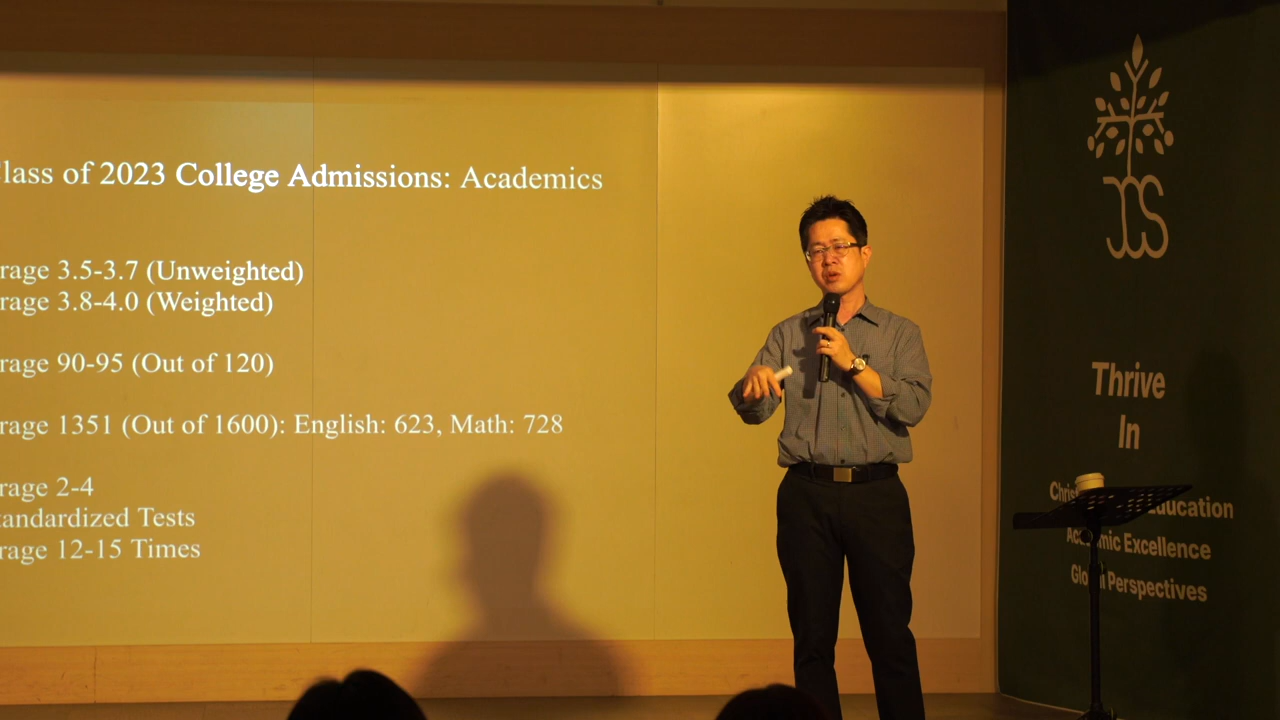 lass of 2023 College Admissions: Academics
rage 3.5-3.7 (Unweighted)
rage 3.8-4.0 (Weighted)
rage 90-95 (Out of 120)
rage 1351 (Out of 1600): English: 623, Math: 728
rage 2-4
tandardized Tests
rage 12-15 Times
Thrive
In
Education
Excellence
Perspectives